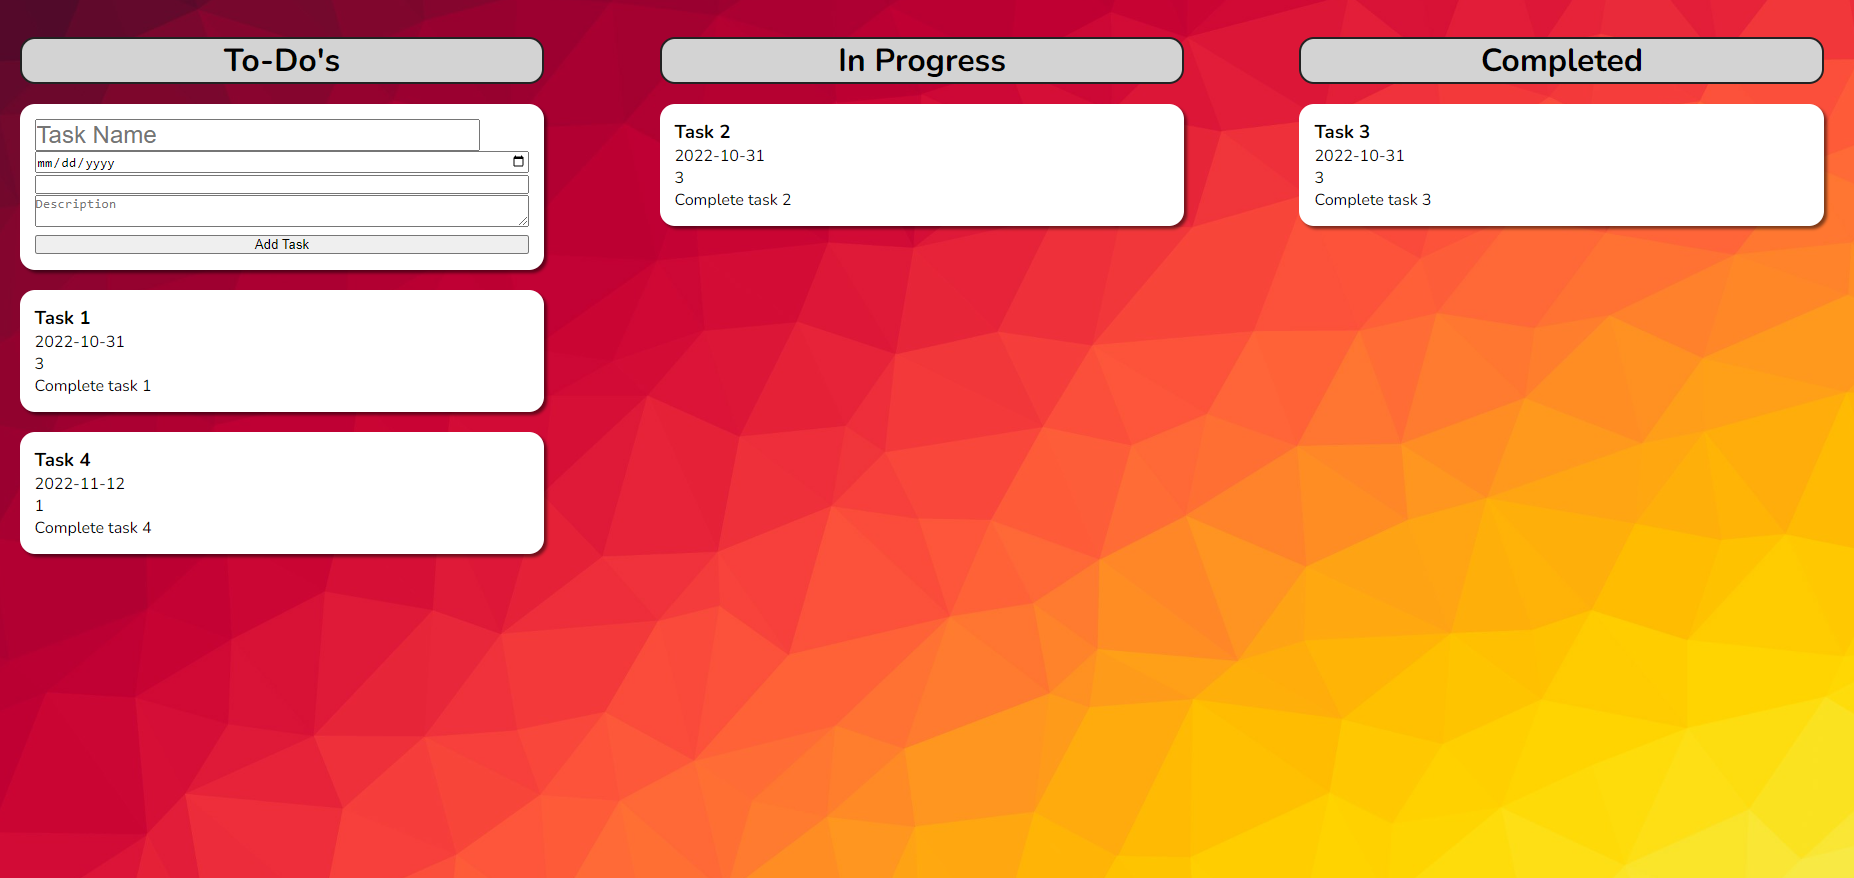 To-Do's
Task Name
mm/dd/yyyy
Description
Add Task
Task 1
2022-10-31
3
Complete task 1
Task 4
2022-11-12
1
Complete task 4
In Progress
Task 2
2022-10-31
3
Complete task 2
Completed
Task 3
2022-10-31
3
Complete task 3